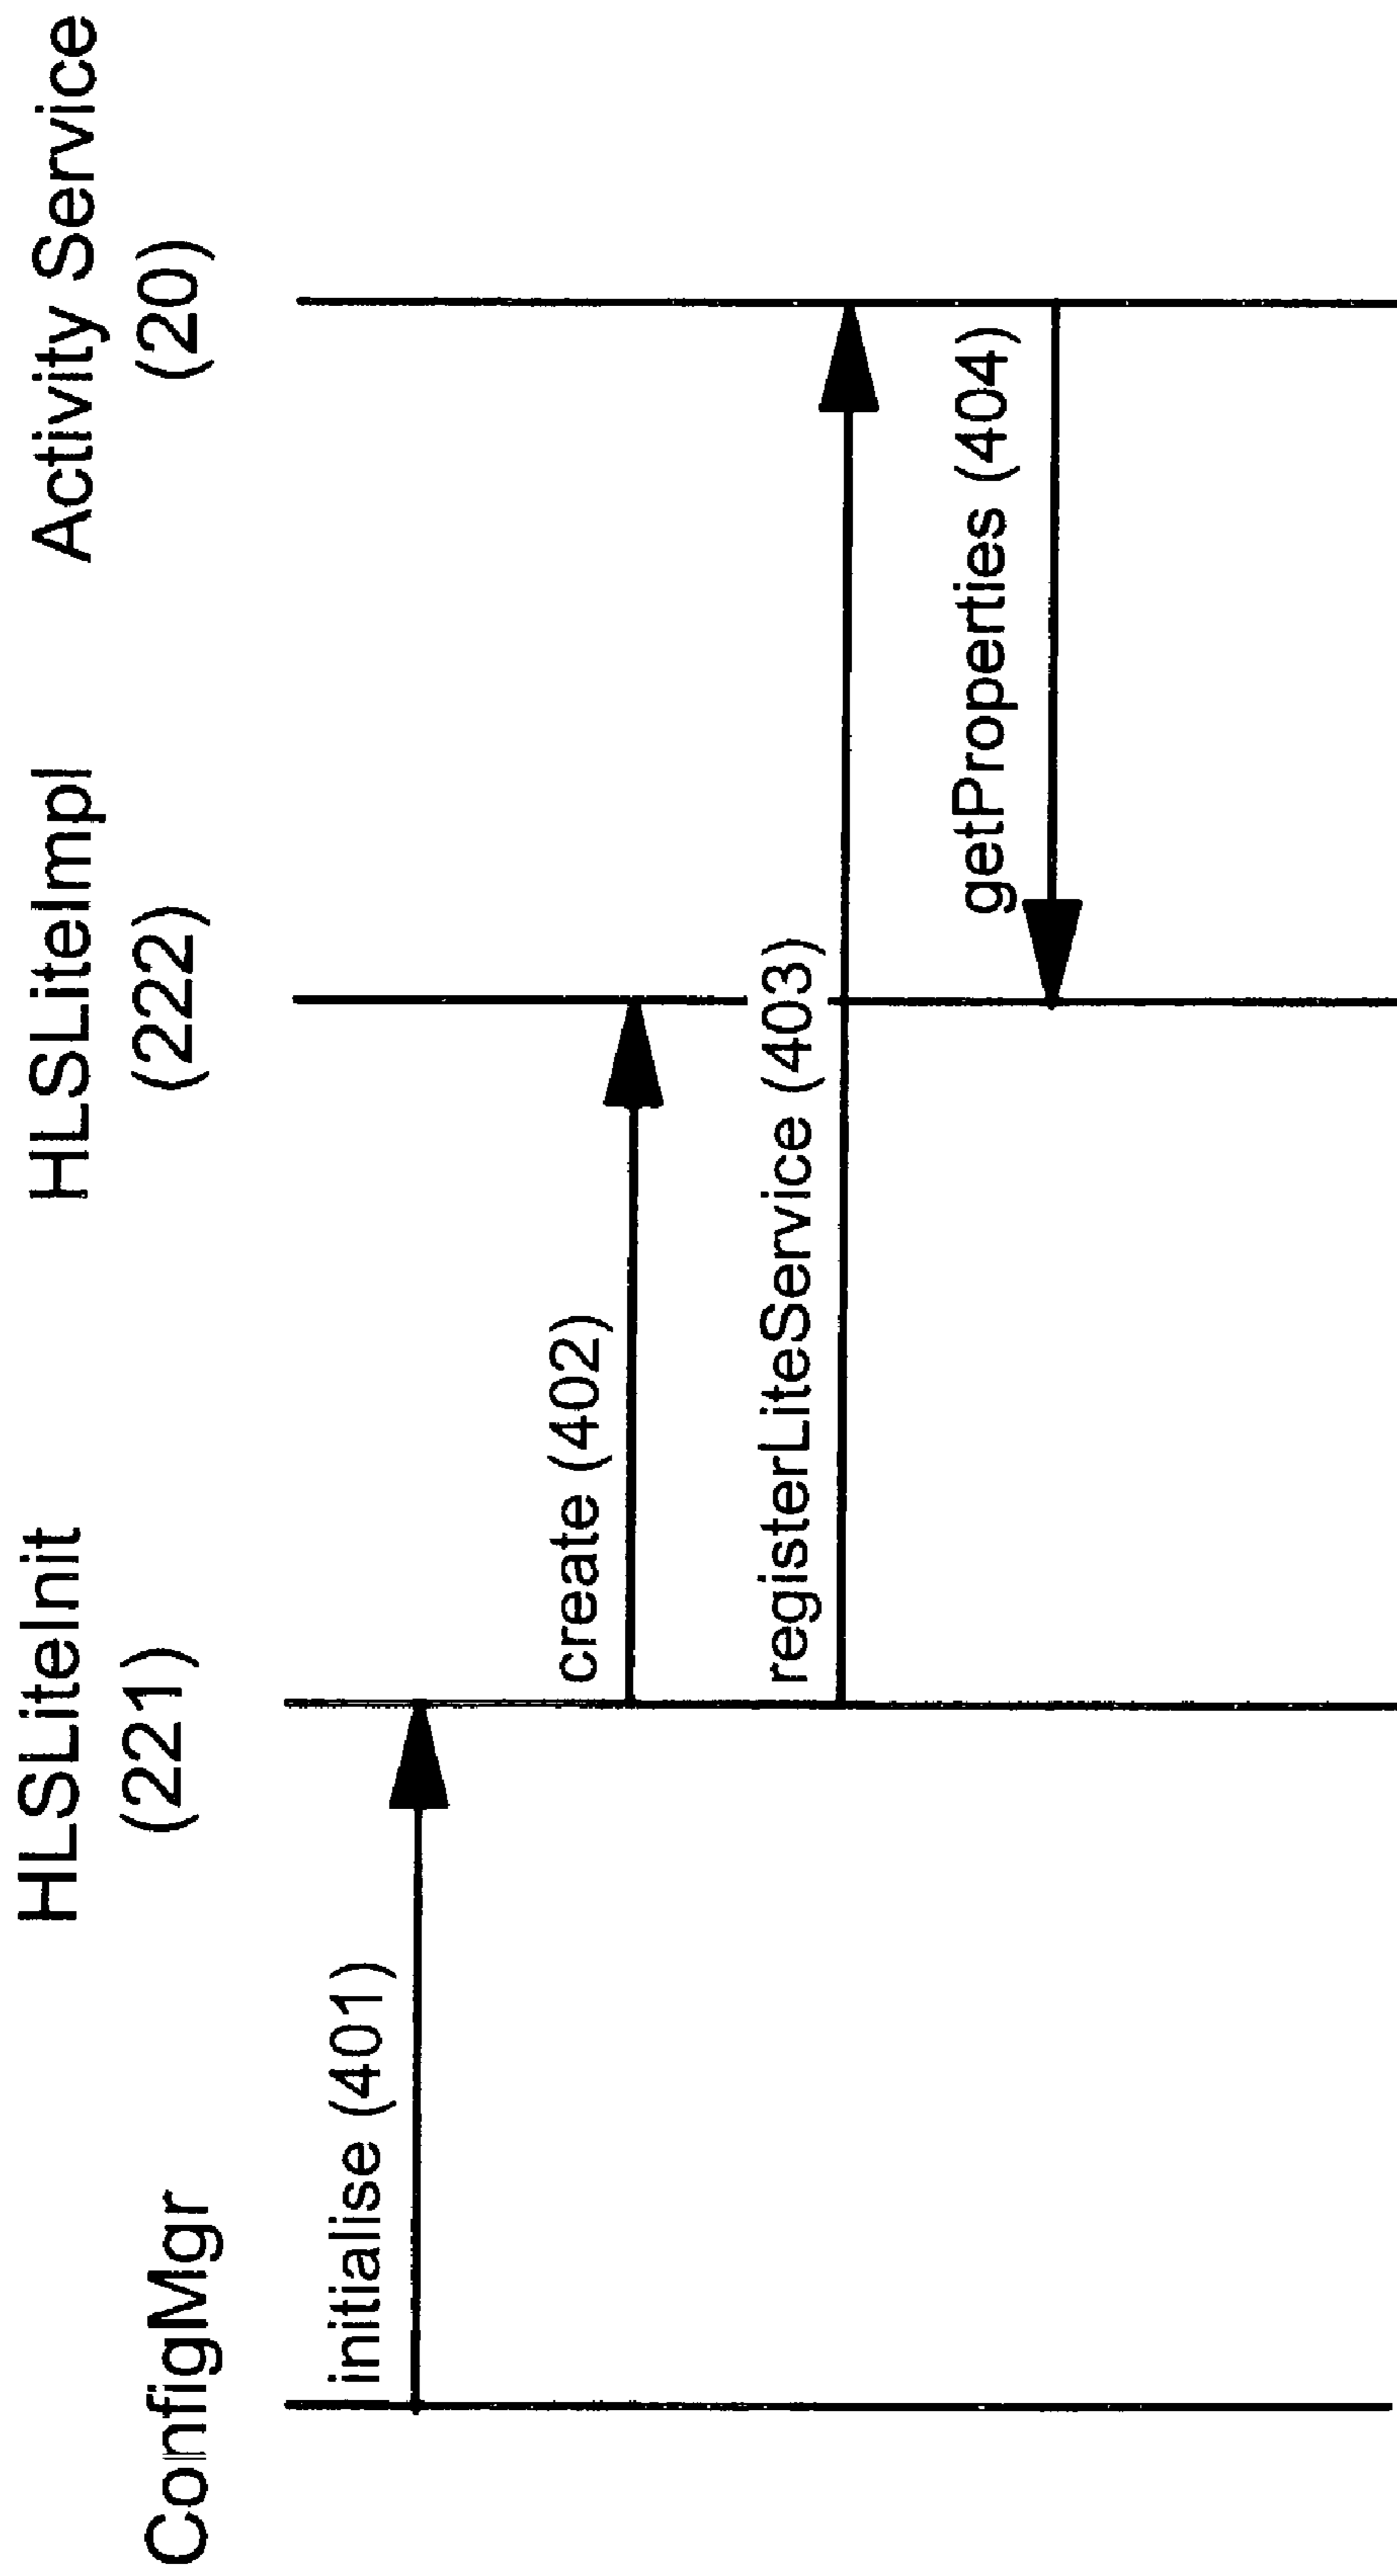 ConfigMgr
HLSLiteInit
(221)
HLSLiteImpl
(222)
Activity Service
(20)
initialise (401)
create (402)
registerLiteService (403)
getProperties (404)